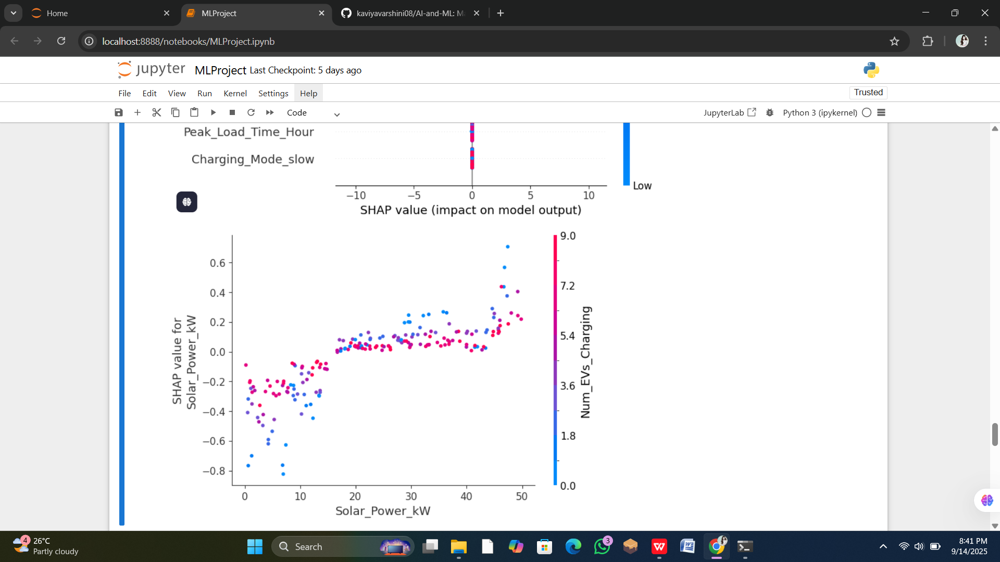 Home
MLProject
kaviyavarshini08/AI-and-ML: Ma
localhost:8888/notebooks/MLProject.ipynb
jupyter MLProject Last Checkpoint: 5 days ago
File Edit View Run Kernel Settings Help
Trusted
Code
JupyterLab
Python 3 (ipykernel)
Peak_Load_Time_Hour
Charging_Mode_slow
Low
−10 −5 0 5 10
SHAP value (impact on model output)
0.6
0.4
0.2
0.0
−0.2
−0.4
−0.6
−0.8
SHAP value for
Solar_Power_kW
0 10 20 30 40 50
Solar_Power_kW
9.0
7.2
5.4
3.6
1.8
0.0
Num_EVs_Charging
4
26°C
Partly cloudy
Search
3
8:41 PM
9/14/2025